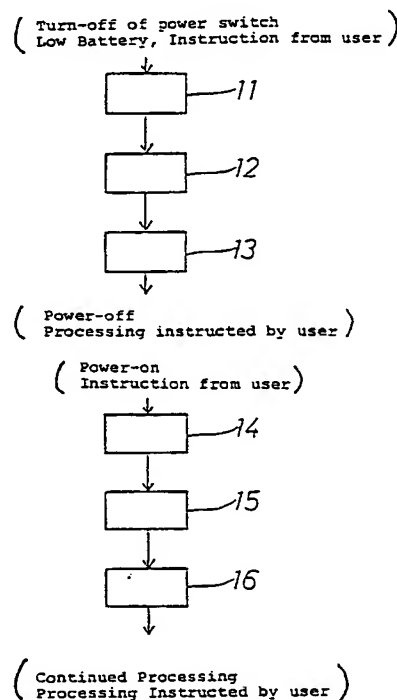 ( Turn-off of power switch
Low Battery, Instruction from user )
11
12
13
( Power-off
Processing instructed by user )
( Power-on
Instruction from user )
14
15
16
( Continued Processing
Processing Instructed by user )